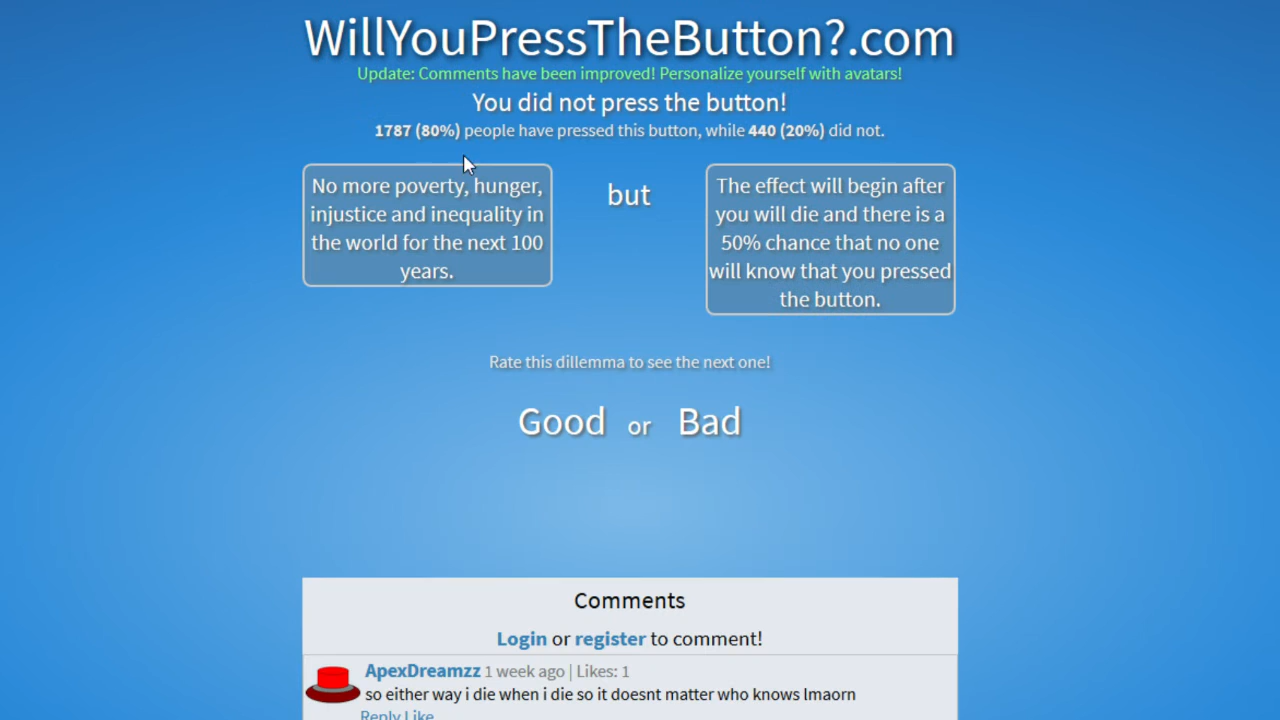 WillYouPressTheButton?.com
Update: Comments have been improved! Personalize yourself with avatars!
You did not press the button!
1787 (80%) people have pressed this button, while 440 (20%) did not.
No more poverty, hunger,
injustice and inequality in
the world for the next 100
years.
but
The effect will begin after
you will die and there is a
50% chance that no one
will know that you pressed
the button.
Rate this dillemma to see the next one!
Good or Bad
Comments
Login or register to comment!
ApexDreamzz 1 week ago | Likes: 1
so either way i die when i die so it doesnt matter who knows lmaorn
Reply Like